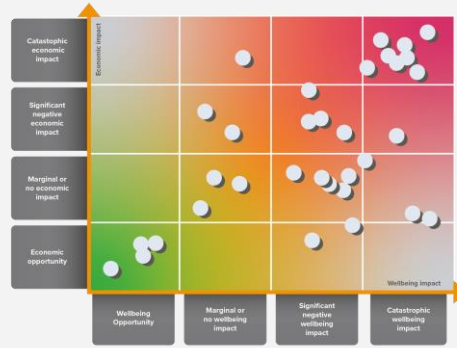 Catastrophic
economic
impact
Economic impact
Significant
negative
economic
impact
Marginal or
no economic
impact
Economic
opportunity
Wellbeing impact
Wellbeing
Opportunity
Marginal or
no wellbeing
impact
Significant
negative
wellbeing
impact
Catastrophic
wellbeing
impact